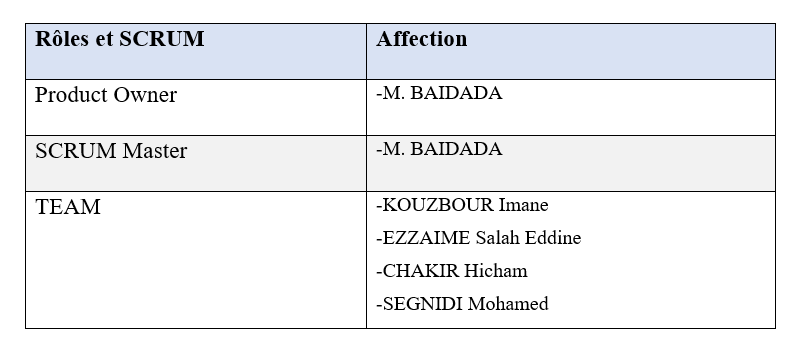 Rôles et SCRUM
Affection
Product Owner
-M. BAIDADA
SCRUM Master
-M. BAIDADA
TEAM
-KOUZBOUR Imane
-EZZAIME Salah Eddine
-CHAKIR Hicham
-SEGNIDI Mohamed